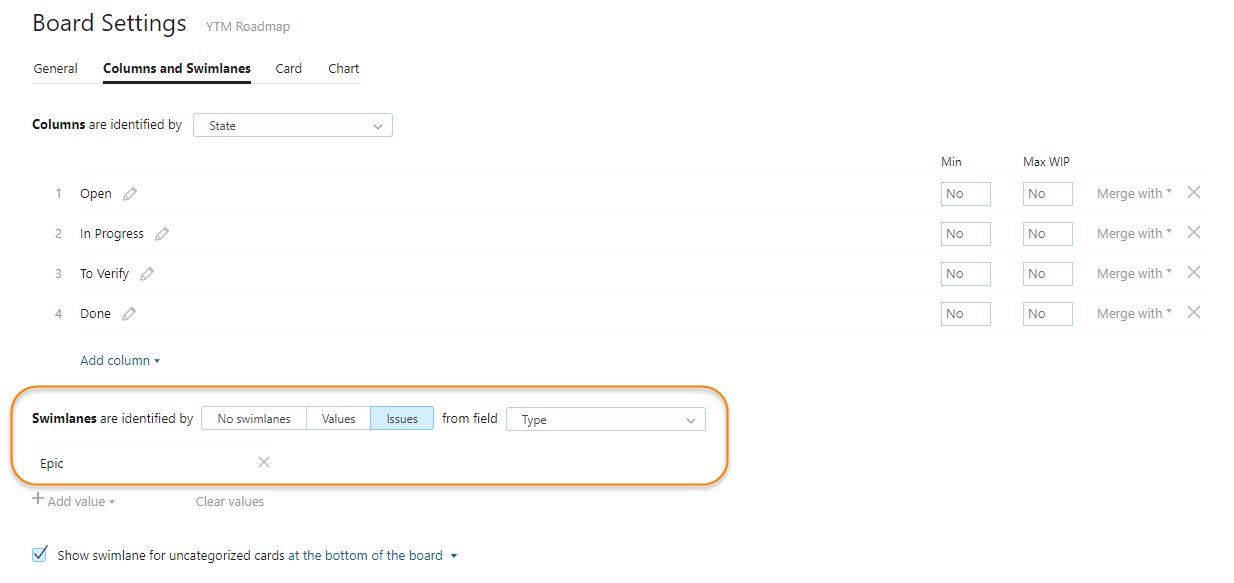 Board Settings YTM Roadmap
General Columns and Swimlanes Card Chart
Columns are identified by State
Min Max WIP
1 Open No No Merge with
2 In Progress No No Merge with
3 To Verify No No Merge with
4 Done No No Merge with
Add column
Swimlanes are identified by No swimlanes Values Issues from field Type
Epic
Add value Clear values
Show swimlane for uncategorized cards at the bottom of the board